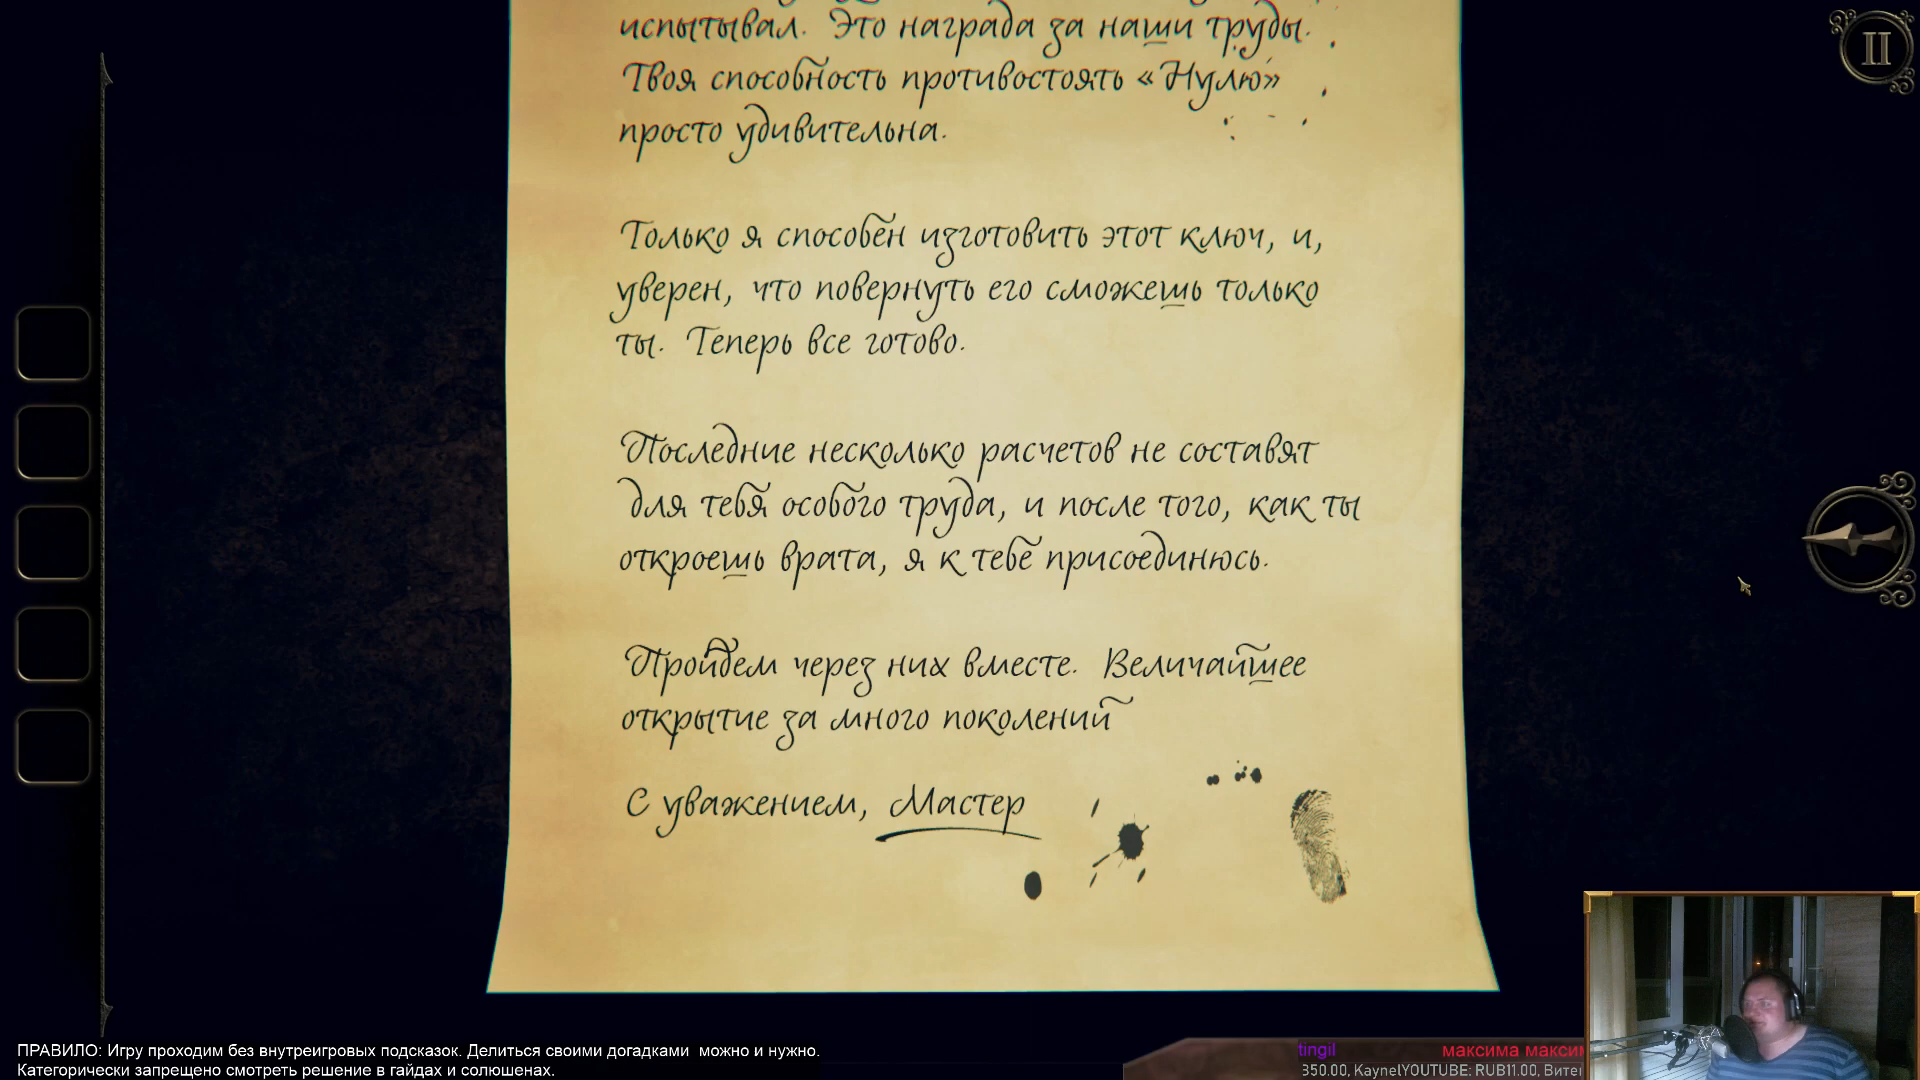 испытывал. Это награда за наши труды.
Твоя способность противостоять «Нулю»
просто удивительна.
Только я способен изготовить этот ключ, и,
уверен, что повернуть его сможешь только
ты. Теперь все готово.
Последние несколько расчетов не составят
для тебя особого труда, и после того, как ты
откроешь врата, я к тебе присоединюсь.
Пройдем через них вместе. Величайшее
открытие за много поколений
С уважением, Мастер
II
ПРАВИЛО: Игру проходим без внутреигровых подсказок. Делиться своими догадками можно и нужно.
Категорически запрещено смотреть решение в гайдах и солюшенах.
tingil максима
350.00, KaynelYOUTUBE: RUB11.00,